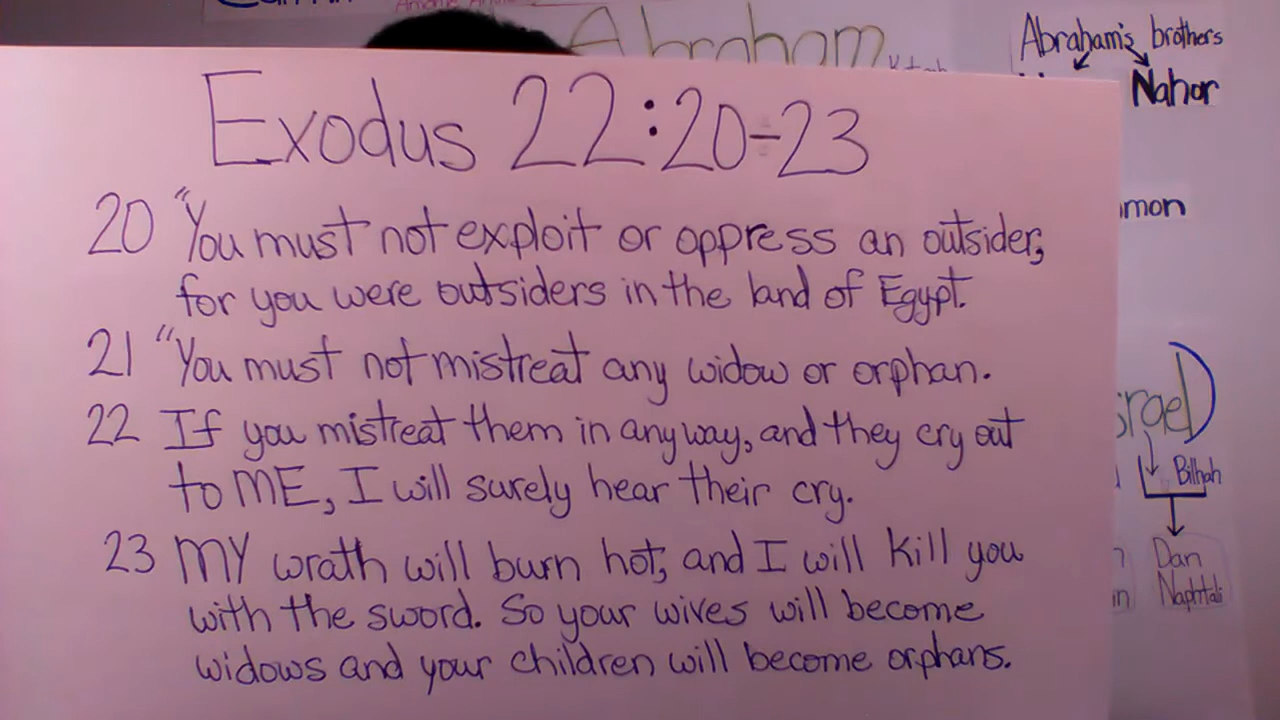 Abraham
Abraham's brothers
Nahor
Exodus 22:20-23
20 "You must not exploit or oppress an outsider,
for you were outsiders in the land of Egypt.
21 "You must not mistreat any widow or orphan.
22 If you mistreat them in any way, and they cry out
to ME, I will surely hear their cry.
23 MY wrath will burn hot, and I will kill you
with the sword. So your wives will become
widows and your children will become orphans.
Bilhah
Dan
Naphtali